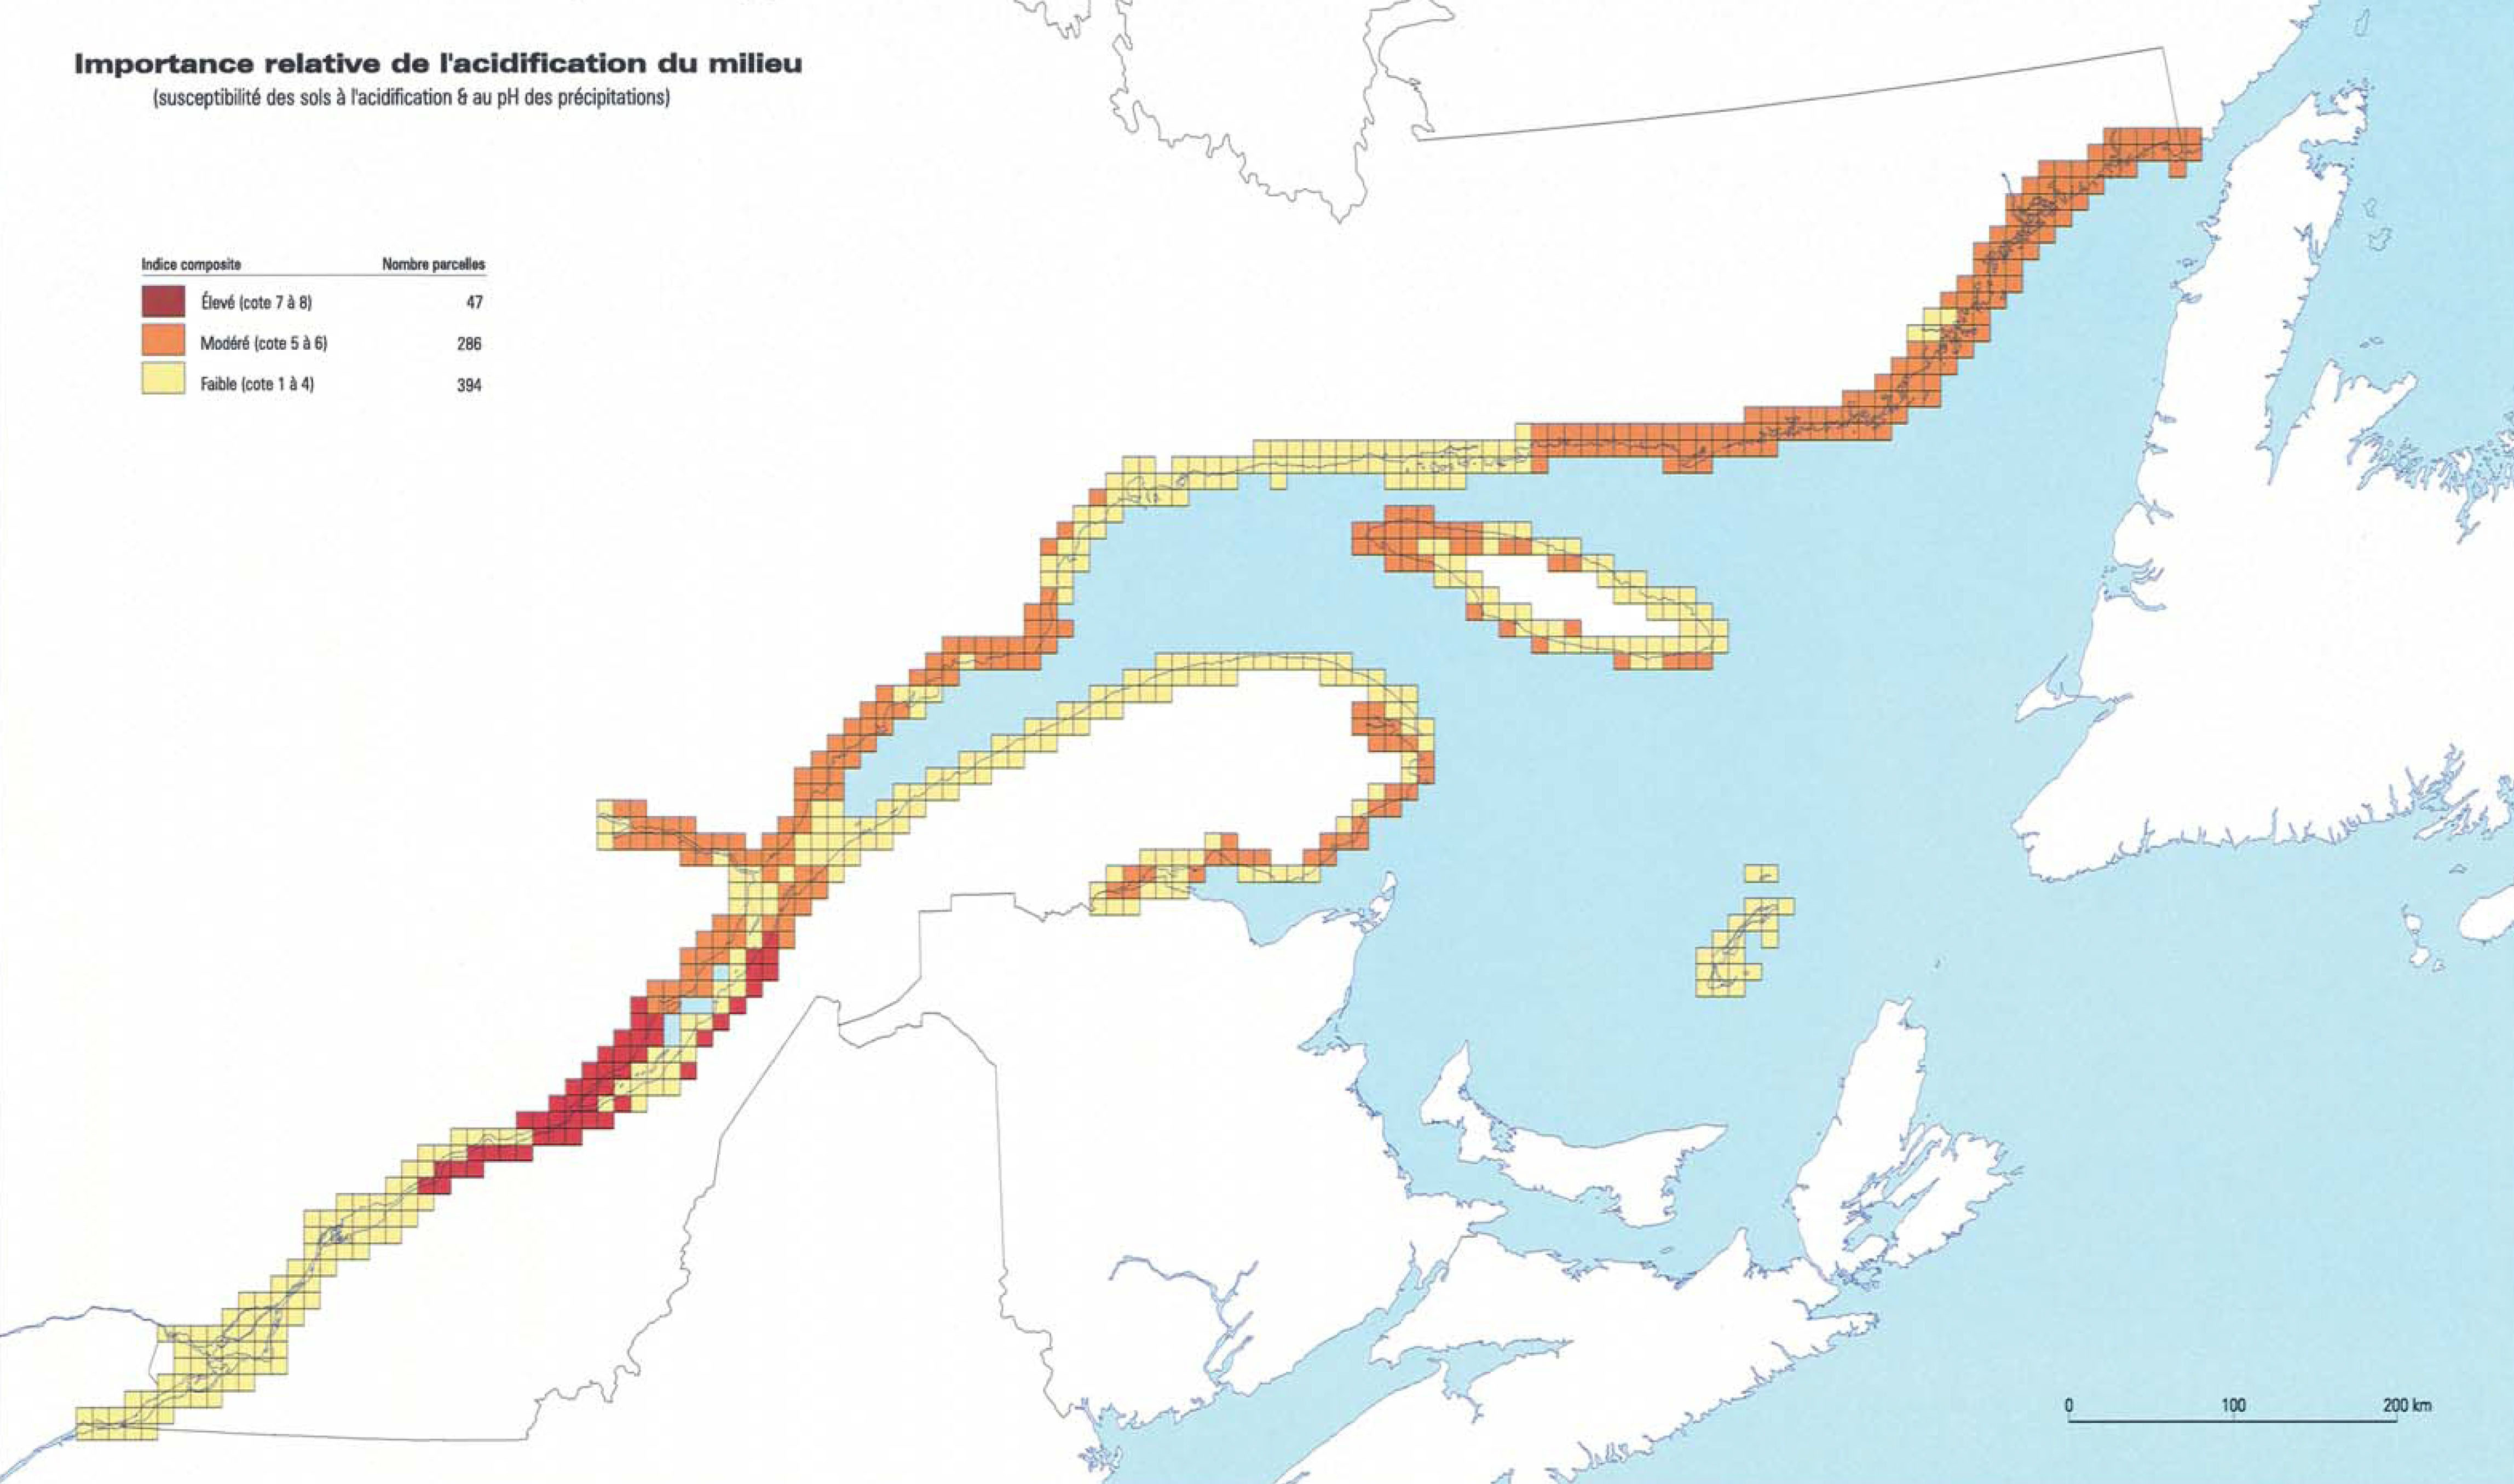 Importance relative de l'acidification du milieu
(susceptibilité des sols à l'acidification & au pH des précipitations)
Indice composite Nombre parcelles
Élevé (cote 7 à 8) 47
Modéré (cote 5 à 6) 286
Faible (cote 1 à 4) 394
0 100 200 km